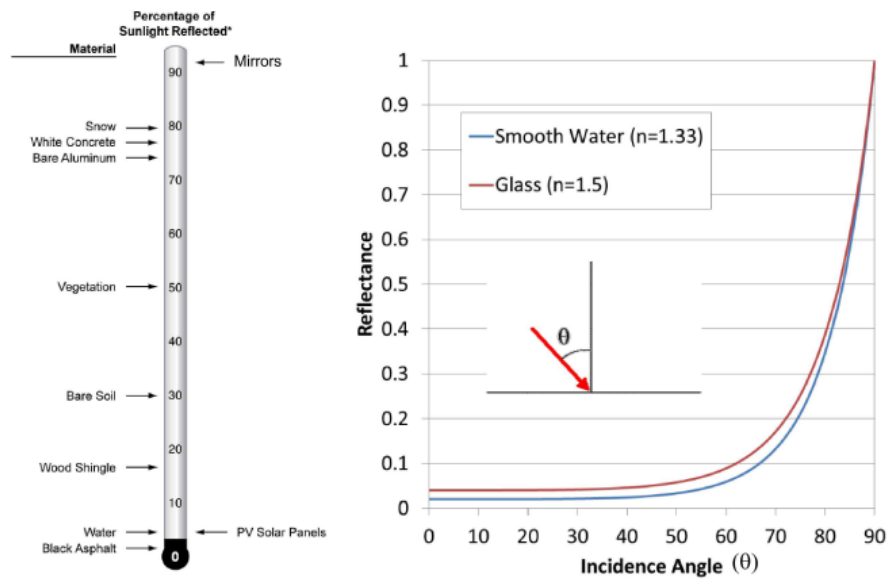 Percentage of
Sunlight Reflected*
Material
Mirrors
90
Snow
80
White Concrete
Bare Aluminum
70
60
Vegetation
50
40
Bare Soil
30
20
Wood Shingle
10
Water
PV Solar Panels
Black Asphalt
0
1
0.9
0.8
0.7
0.6
0.5
0.4
0.3
0.2
0.1
0
Reflectance
Smooth Water (n=1.33)
Glass (n=1.5)
θ
0 10 20 30 40 50 60 70 80 90
Incidence Angle (θ)